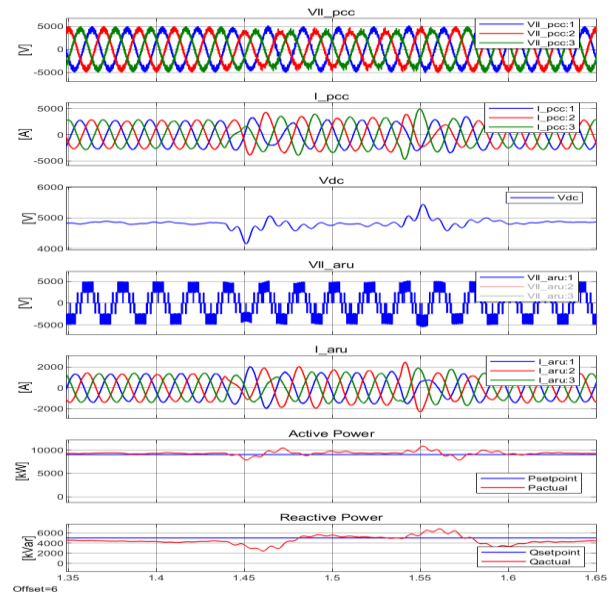 Vll_pcc
[V]
5000
0
-5000
Vll_pcc:1
Vll_pcc:2
Vll_pcc:3
I_pcc
[A]
5000
0
-5000
I_pcc:1
I_pcc:2
I_pcc:3
Vdc
[V]
6000
5000
4000
Vdc
Vll_aru
[V]
5000
0
-5000
Vll_aru:1
Vll_aru:2
Vll_aru:3
I_aru
[A]
2000
0
-2000
I_aru:1
I_aru:2
I_aru:3
Active Power
[kW]
10000
5000
0
Psetpoint
Pactual
Reactive Power
[kVar]
6000
4000
2000
0
Qsetpoint
Qactual
1.35 1.4 1.45 1.5 1.55 1.6 1.65
Offset=6